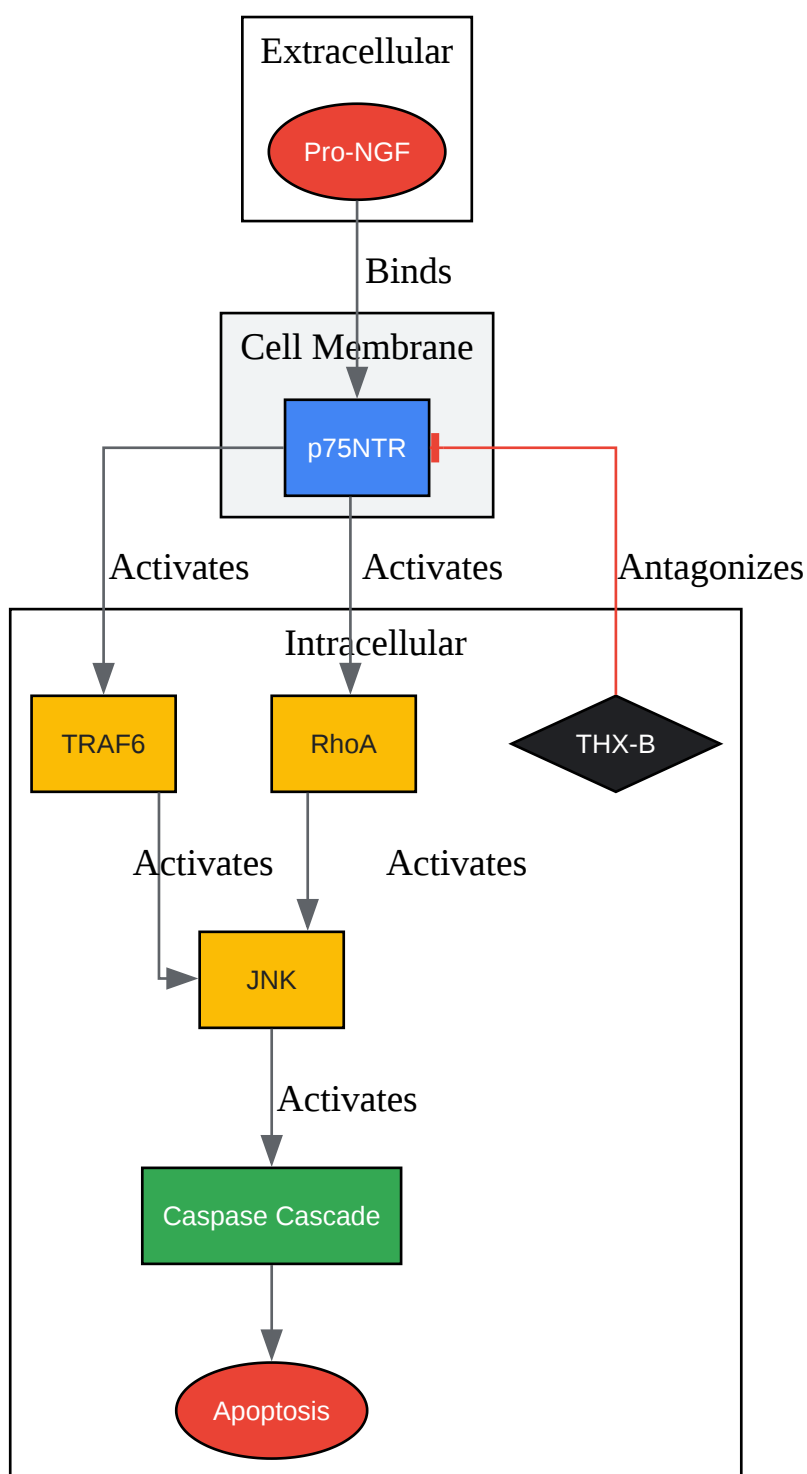 Extracellular
Pro-NGF
Binds
Cell Membrane
p75NTR
Activates
Activates
Antagonizes
Intracellular
TRAF6
RhoA
THX-B
Activates
Activates
JNK
Activates
Caspase Cascade
Apoptosis